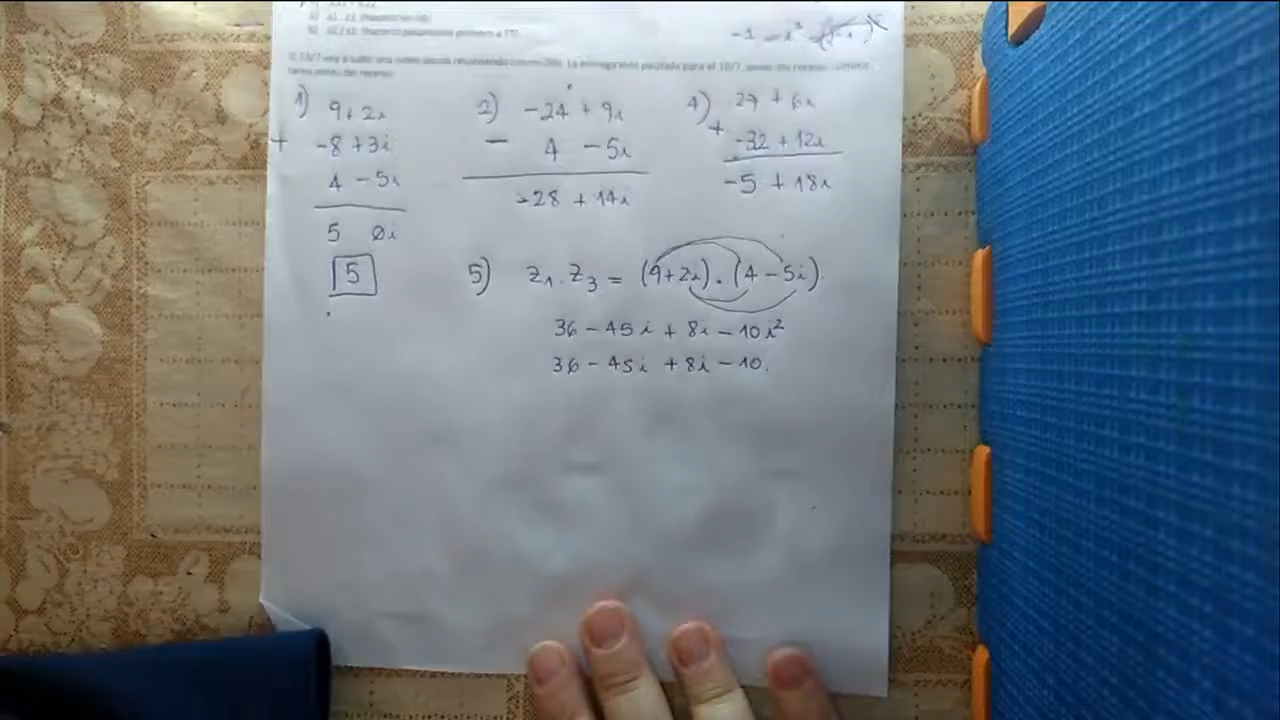 -1 = i²
1)
9+2i
+ -8+3i
4 -5i
5 0i
5
2) -24 + 9i
- 4 -5i
-28 + 14i
4) 27 + 6i
+ -32 + 12i
-5 + 18i
5) Z₁.Z₃ = (9+2i).(4-5i).
36 - 45i + 8i - 10i²
36 - 45i + 8i - 10.